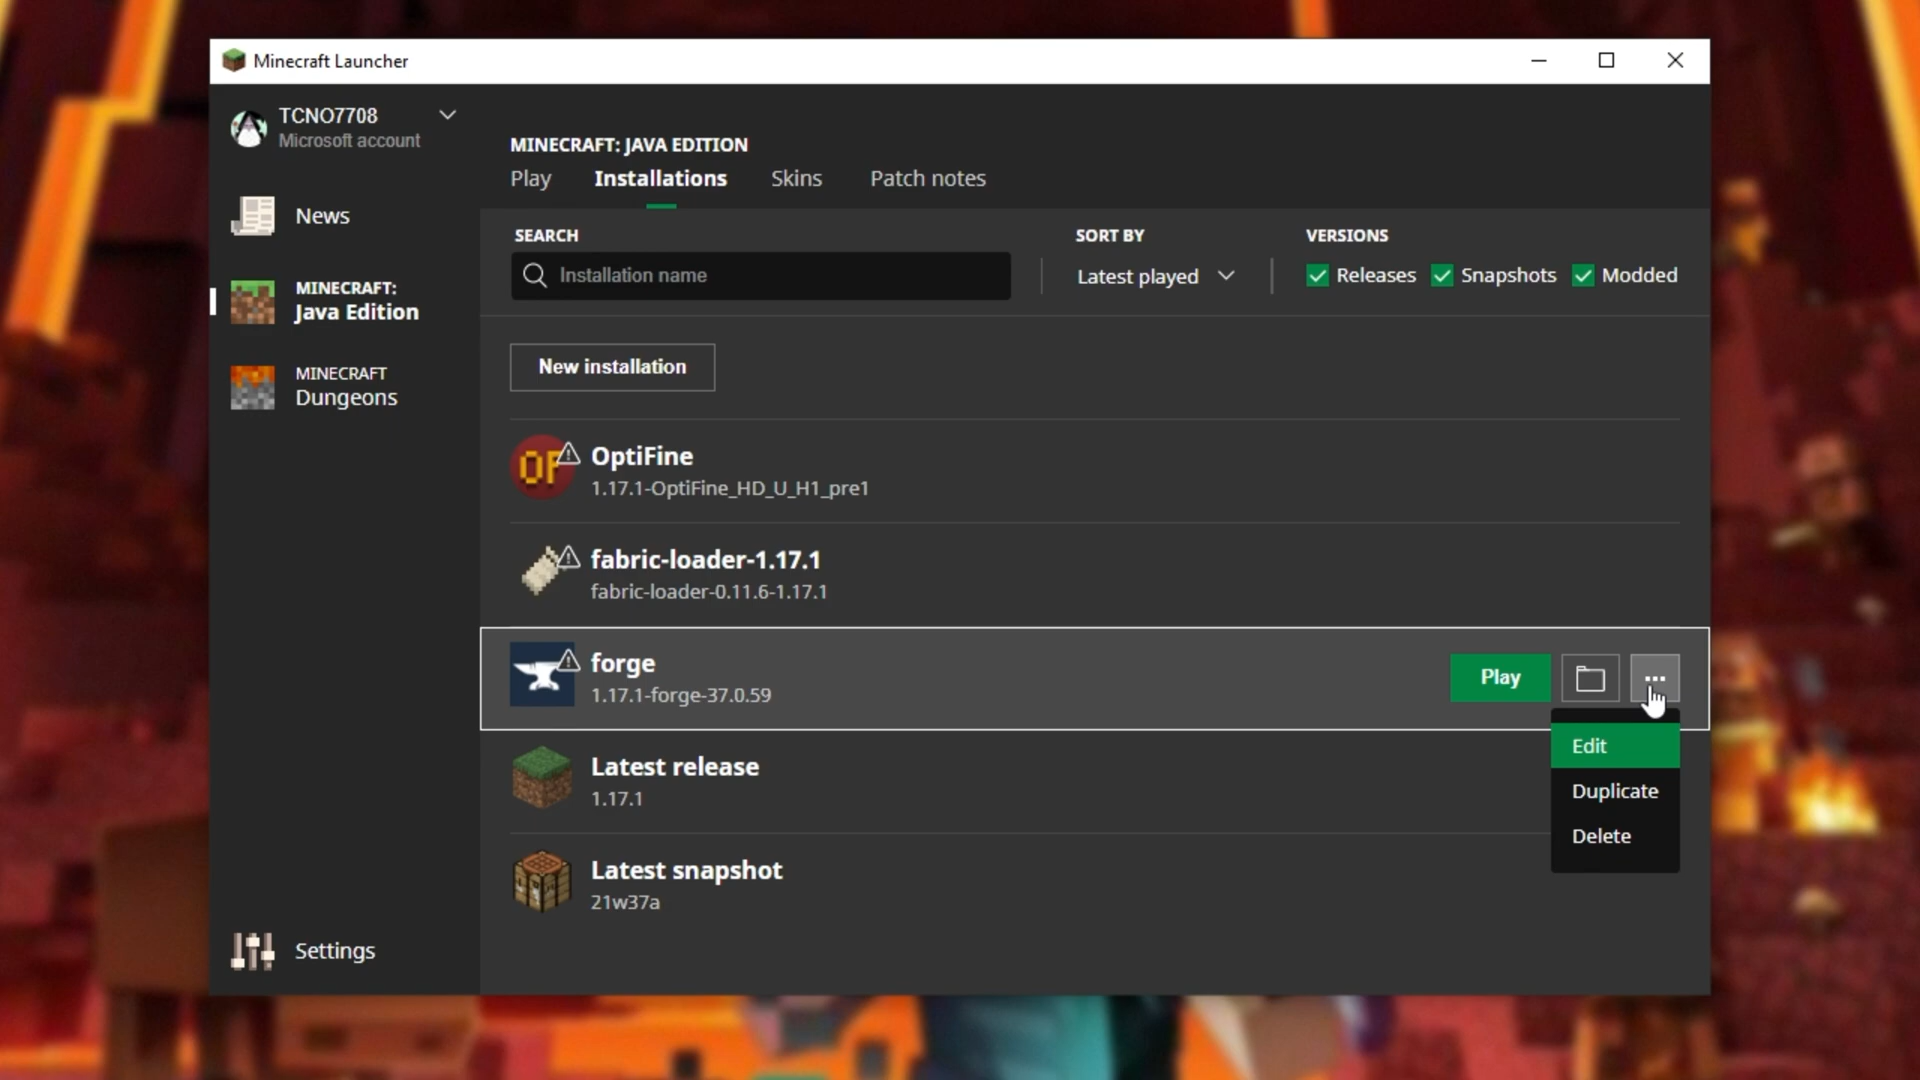 Minecraft Launcher
TCNO7708
Microsoft account
News
MINECRAFT:
Java Edition
MINECRAFT
Dungeons
Settings
MINECRAFT: JAVA EDITION
Play Installations Skins Patch notes
SEARCH SORT BY VERSIONS
Installation name Latest played Releases Snapshots Modded
New installation
OF
OptiFine
1.17.1-OptiFine_HD_U_H1_pre1
fabric-loader-1.17.1
fabric-loader-0.11.6-1.17.1
forge
1.17.1-forge-37.0.59
Play
...
Edit
Duplicate
Delete
Latest release
1.17.1
Latest snapshot
21w37a